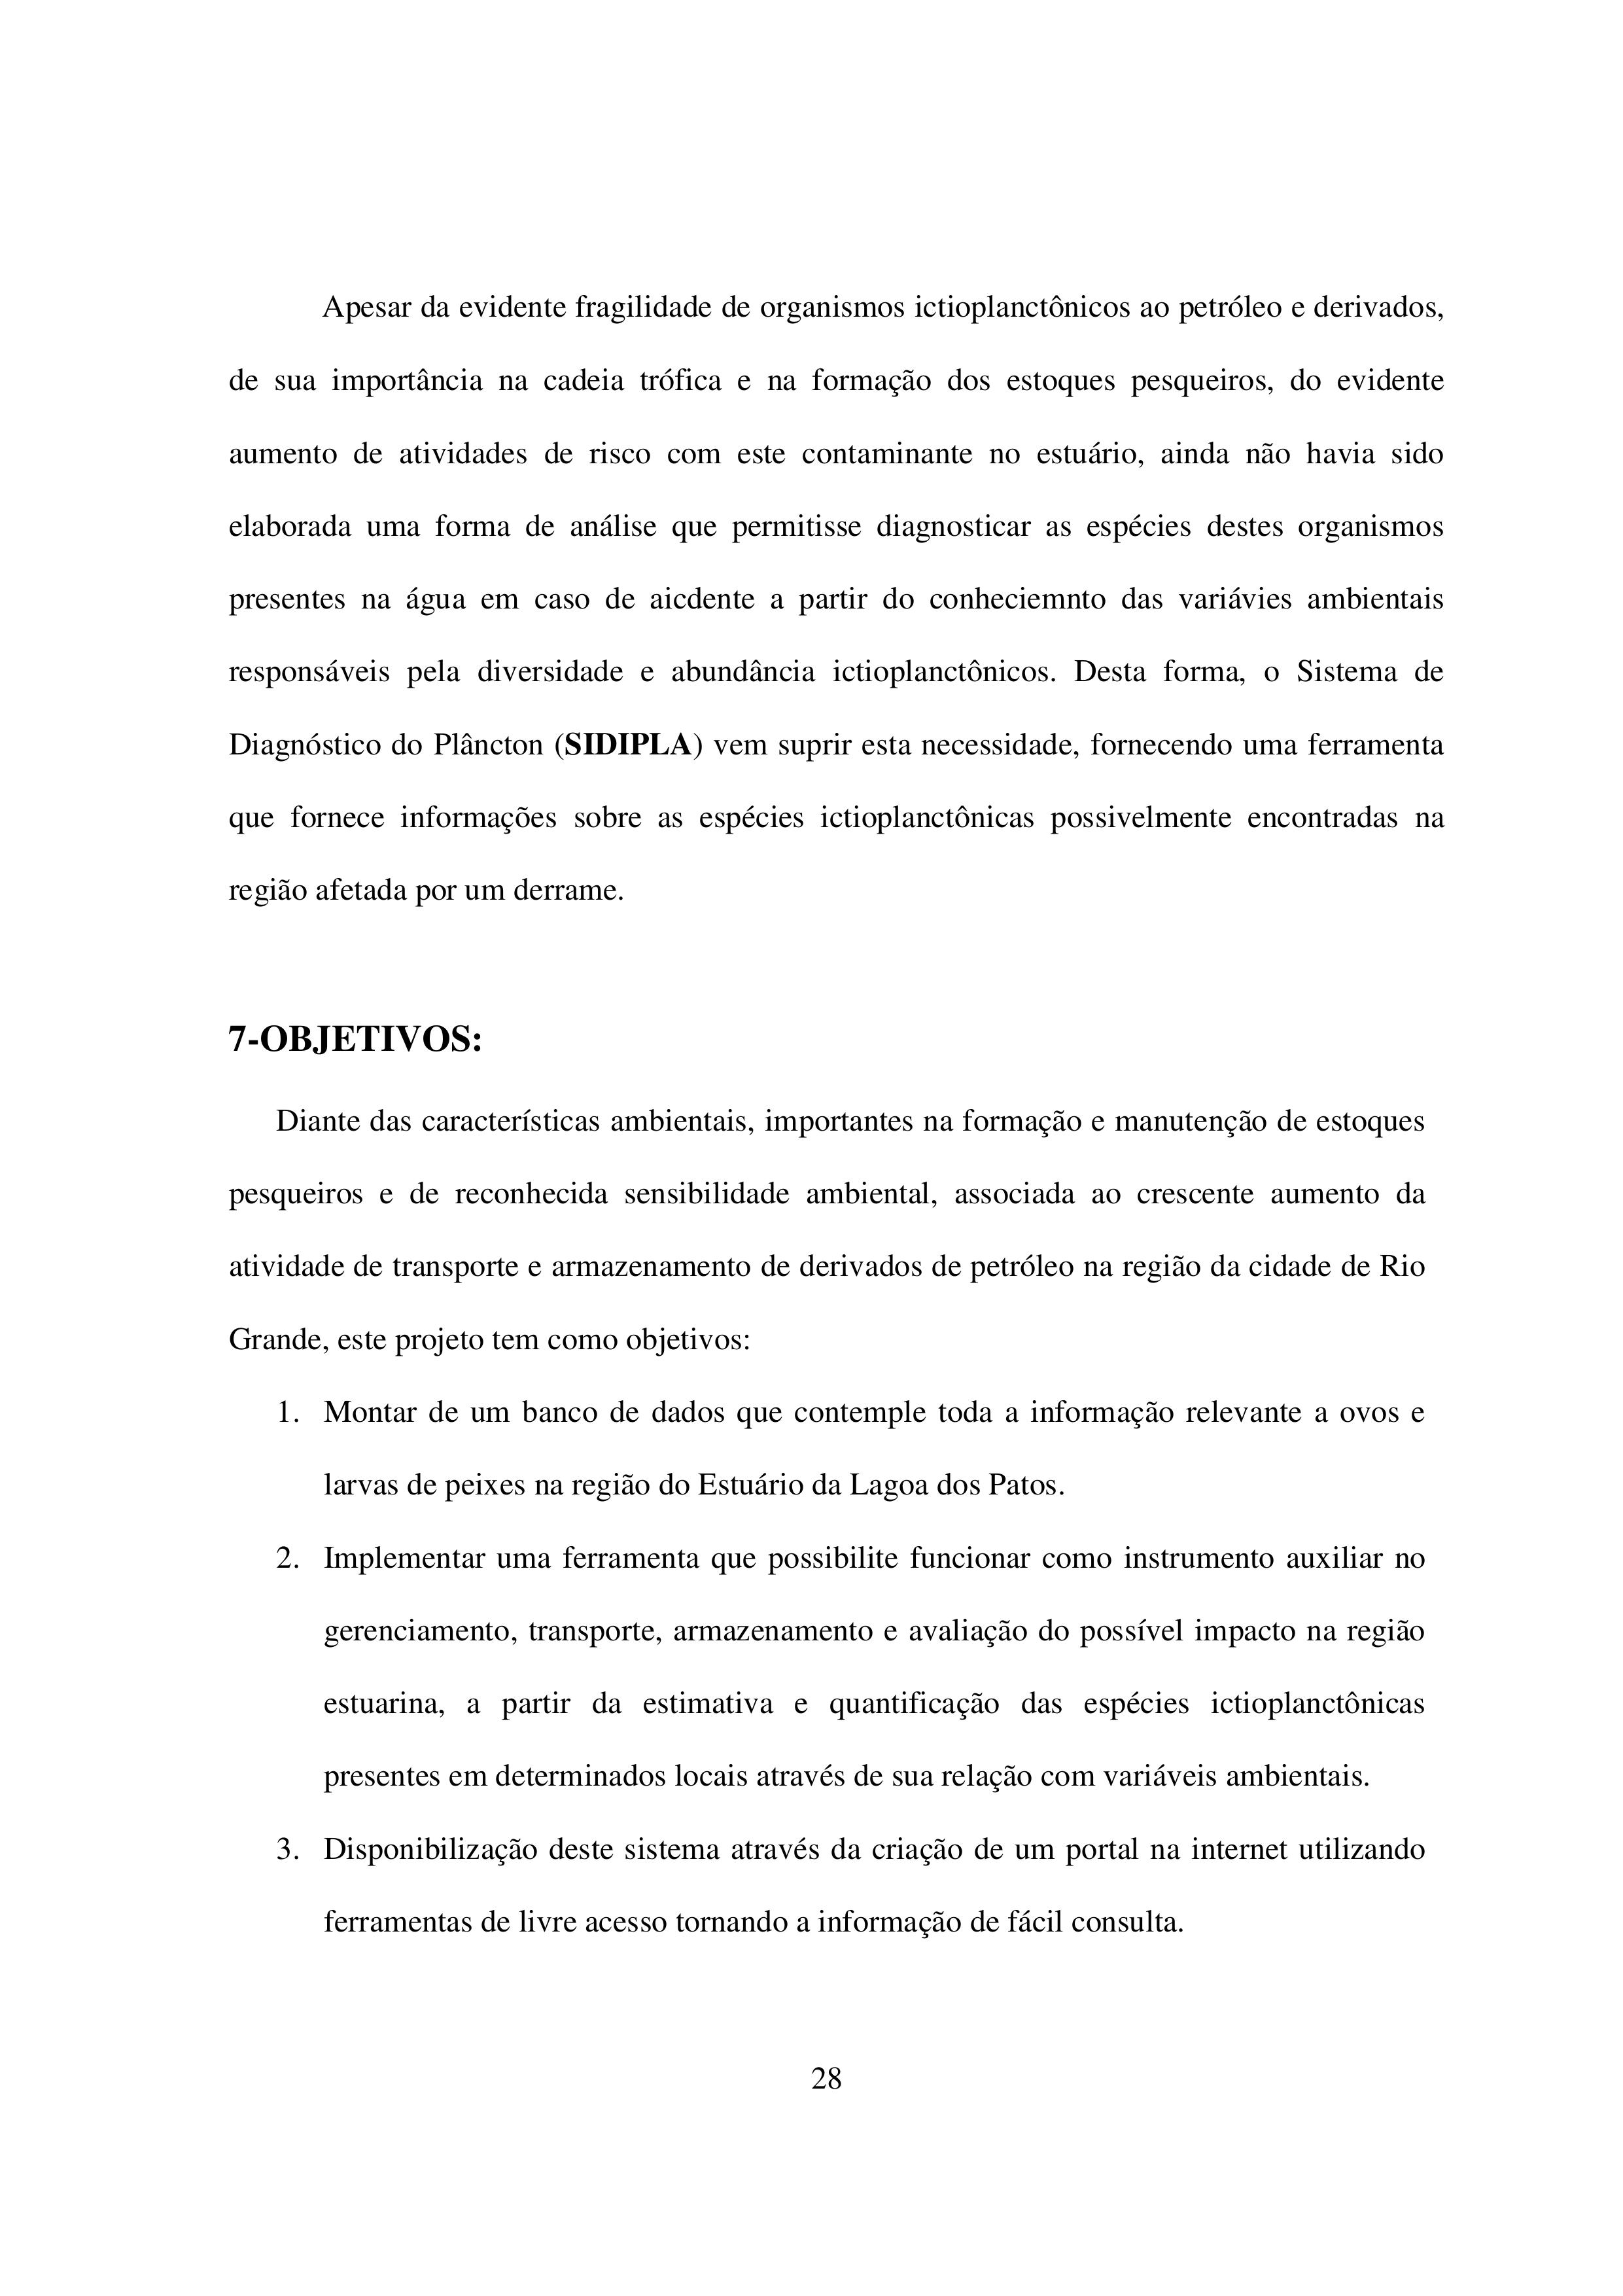 Apesar da evidente fragilidade de organismos ictioplanctônicos ao petróleo e derivados,
de sua importância na cadeia trófica e na formação dos estoques pesqueiros, do evidente
aumento de atividades de risco com este contaminante no estuário, ainda não havia sido
elaborada uma forma de análise que permitisse diagnosticar as espécies destes organismos
presentes na água em caso de aicdente a partir do conheciemnto das variávies ambientais
responsáveis pela diversidade e abundância ictioplanctônicos. Desta forma, o Sistema de
Diagnóstico do Plâncton (SIDIPLA) vem suprir esta necessidade, fornecendo uma ferramenta
que fornece informações sobre as espécies ictioplanctônicas possivelmente encontradas na
região afetada por um derrame.
7-OBJETIVOS:
Diante das características ambientais, importantes na formação e manutenção de estoques
pesqueiros e de reconhecida sensibilidade ambiental, associada ao crescente aumento da
atividade de transporte e armazenamento de derivados de petróleo na região da cidade de Rio
Grande, este projeto tem como objetivos:
1. Montar de um banco de dados que contemple toda a informação relevante a ovos e
larvas de peixes na região do Estuário da Lagoa dos Patos.
2. Implementar uma ferramenta que possibilite funcionar como instrumento auxiliar no
gerenciamento, transporte, armazenamento e avaliação do possível impacto na região
estuarina, a partir da estimativa e quantificação das espécies ictioplanctônicas
presentes em determinados locais através de sua relação com variáveis ambientais.
3. Disponibilização deste sistema através da criação de um portal na internet utilizando
ferramentas de livre acesso tornando a informação de fácil consulta.
28